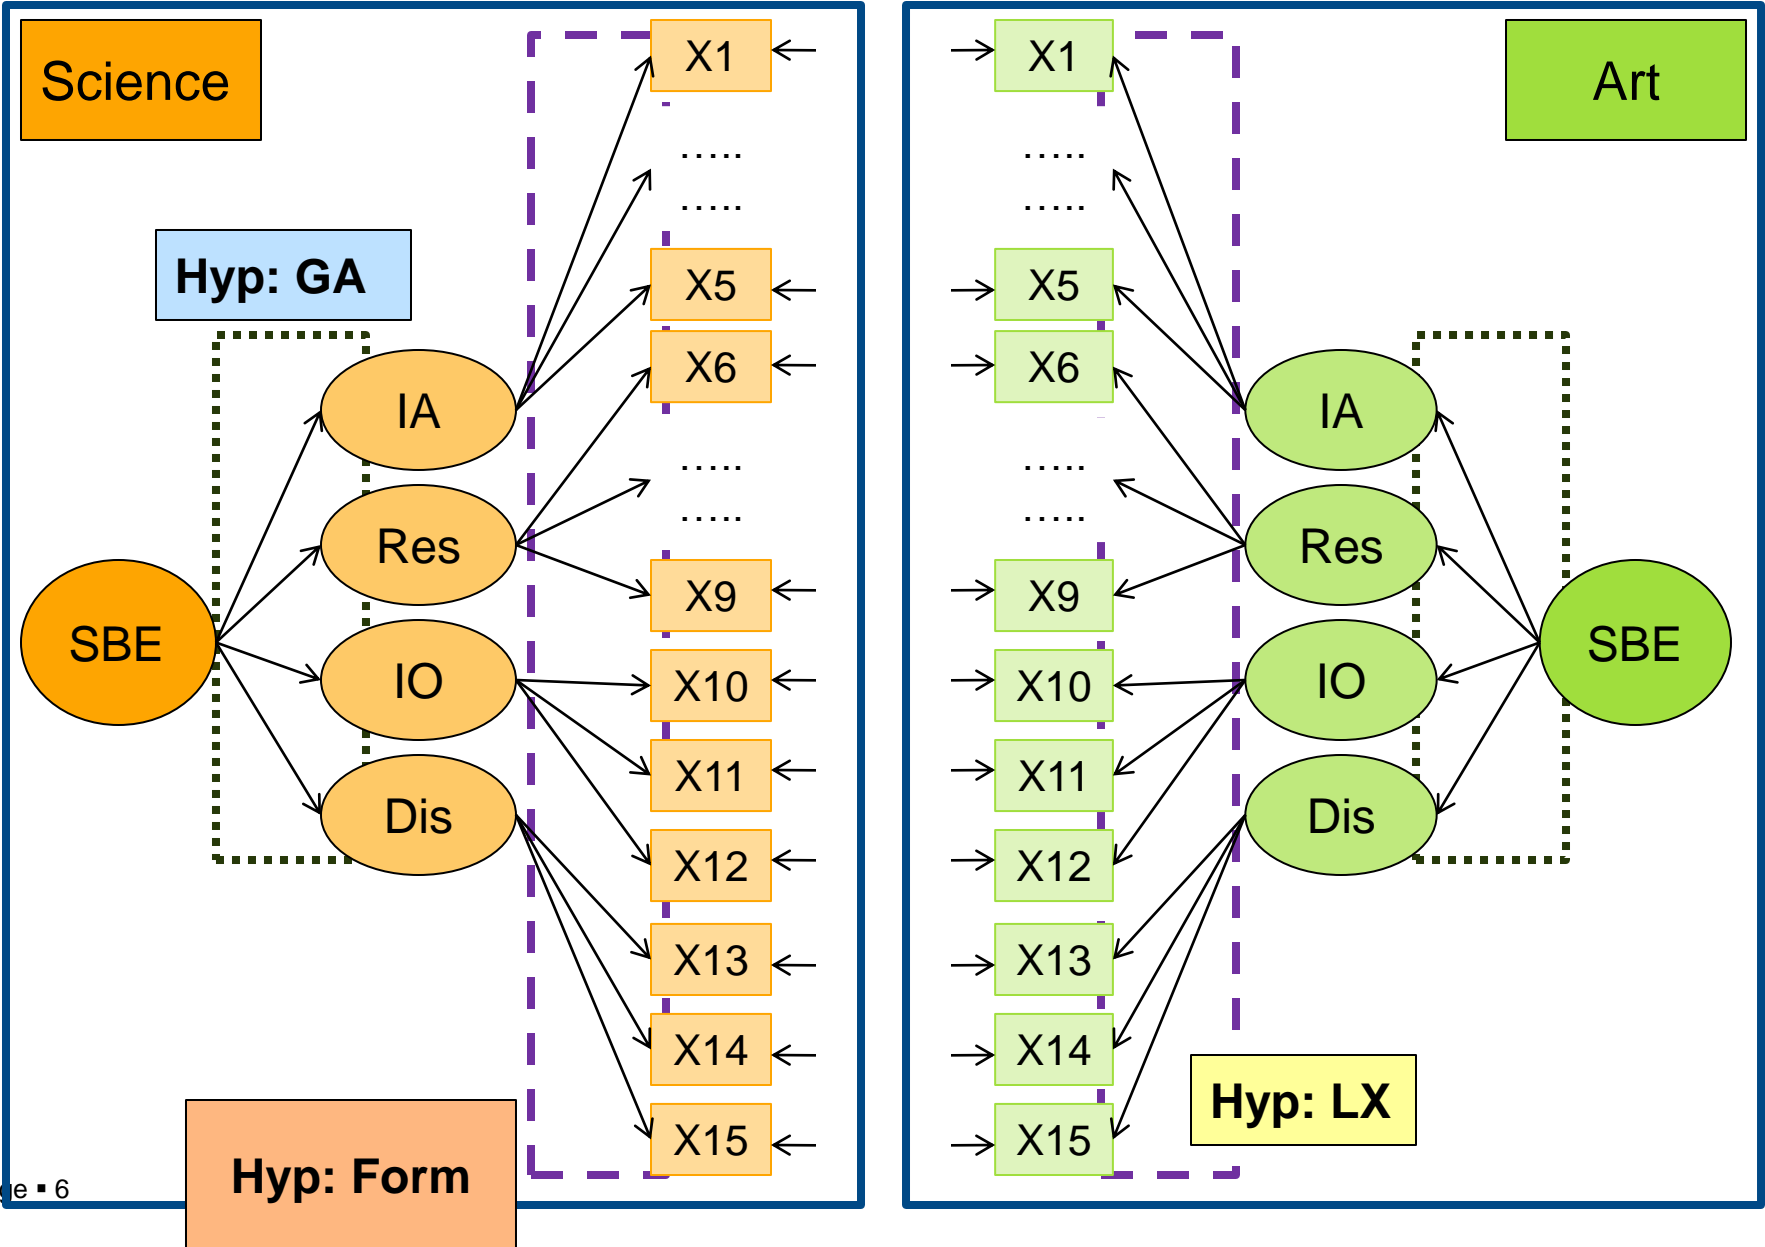 Science
X1
.....
.....
Hyp: GA
X5
X6
IA
.....
Res
.....
X9
SBE
IO
X10
X11
Dis
X12
X13
X14
X15
Hyp: Form
ge ▪ 6
X1
Art
.....
.....
X5
X6
IA
.....
Res
.....
X9
SBE
IO
X10
X11
Dis
X12
X13
X14
Hyp: LX
X15